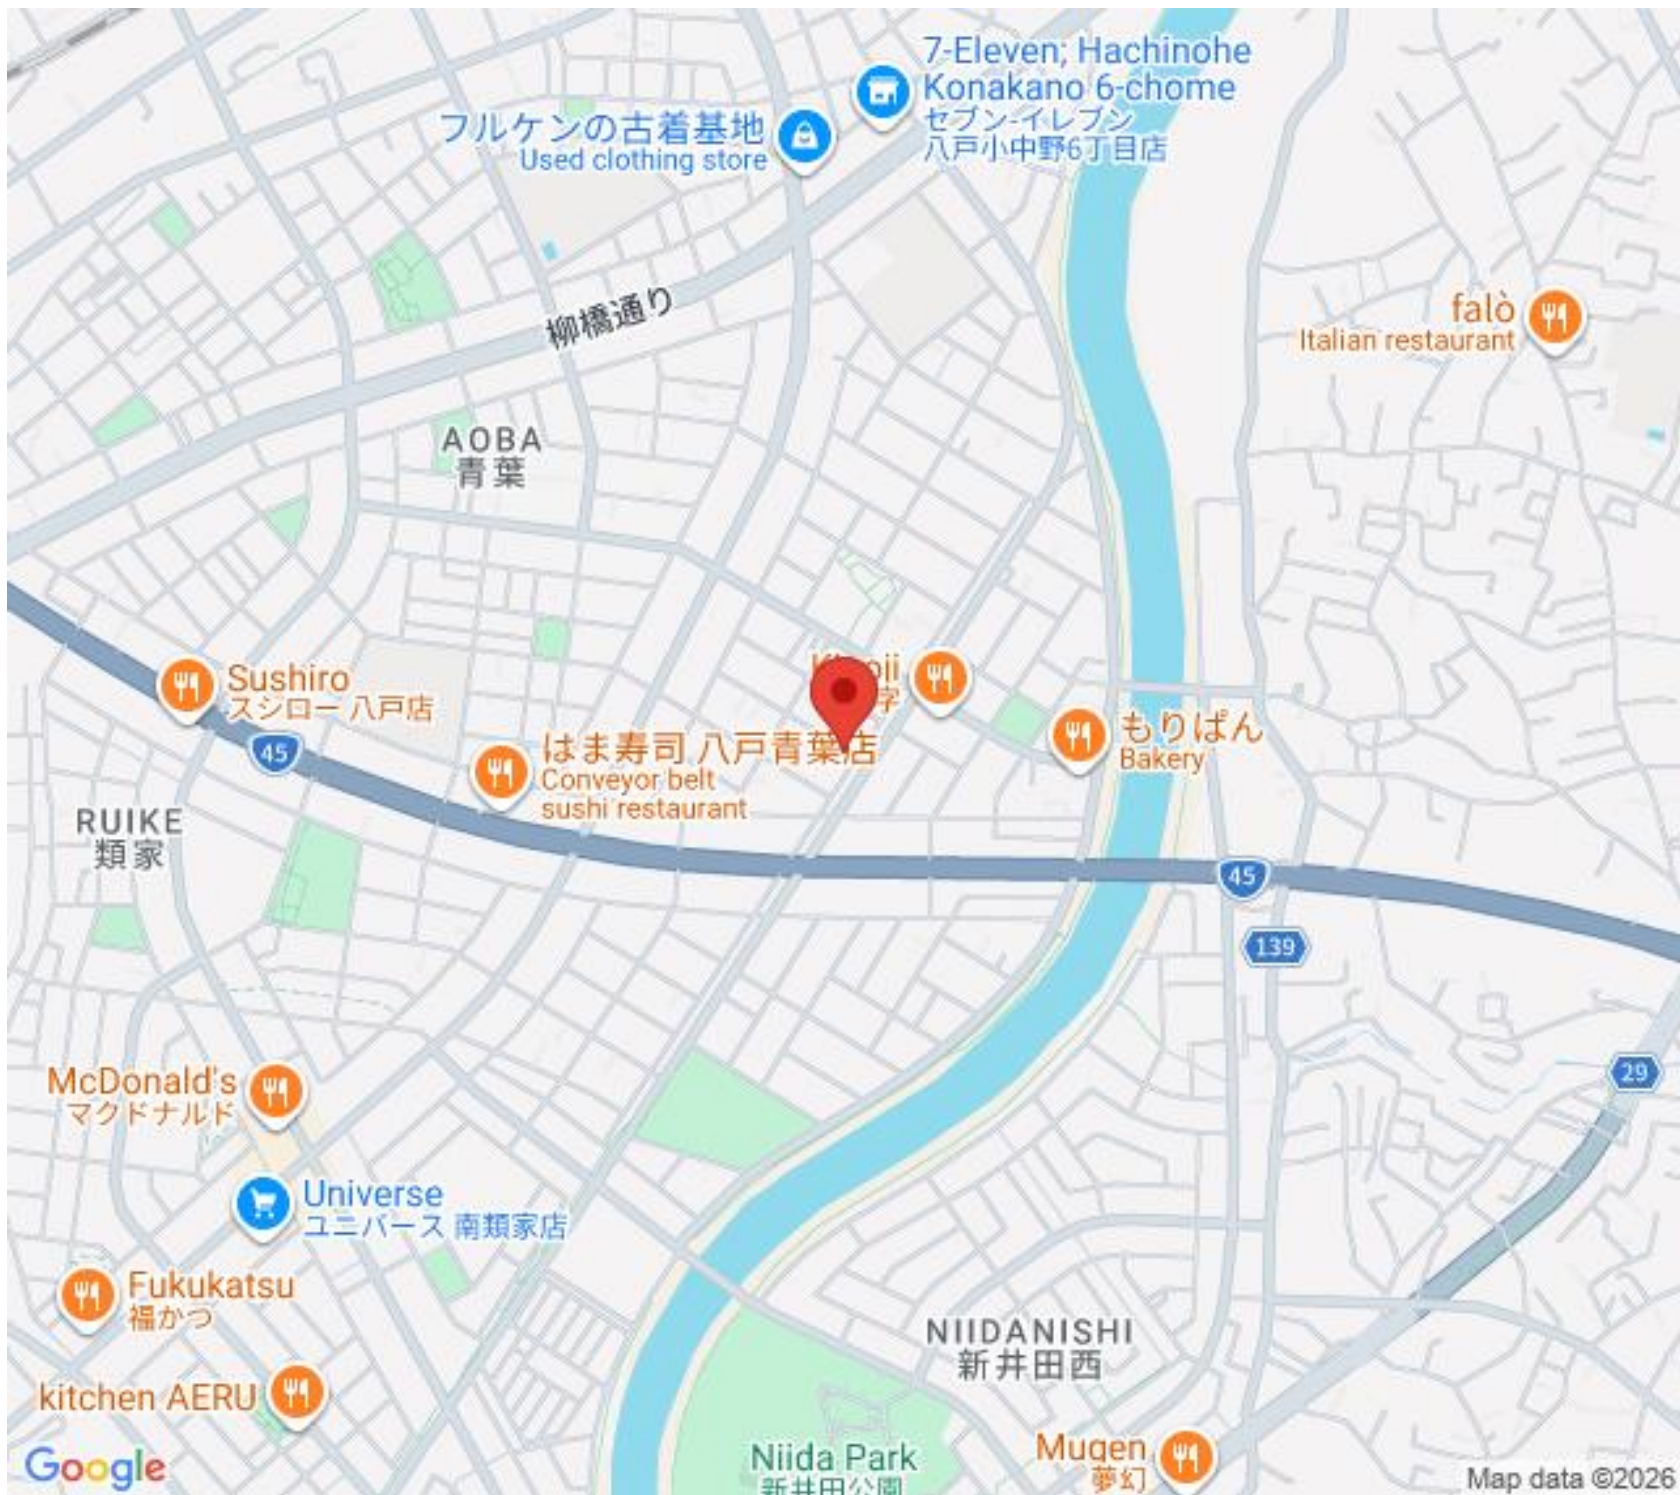 7-Eleven; Hachinohe
Konakano 6-chome
セブン-イレブン
八戸小中野6丁目店
フルケンの古着基地
Used clothing store
柳橋通り
falò
Italian restaurant
AOBA
青葉
Sushiro
スシロー 八戸店
45
はま寿司 八戸青葉店
Conveyor belt
sushi restaurant
もりぱん
Bakery
RUIKE
類家
45
139
29
McDonald's
マクドナルド
Universe
ユニバース 南類家店
Fukukatsu
福かつ
kitchen AERU
NIIDANISHI
新井田西
Niida Park
新井田公園
Mugen
夢幻
Google
Map data ©2026